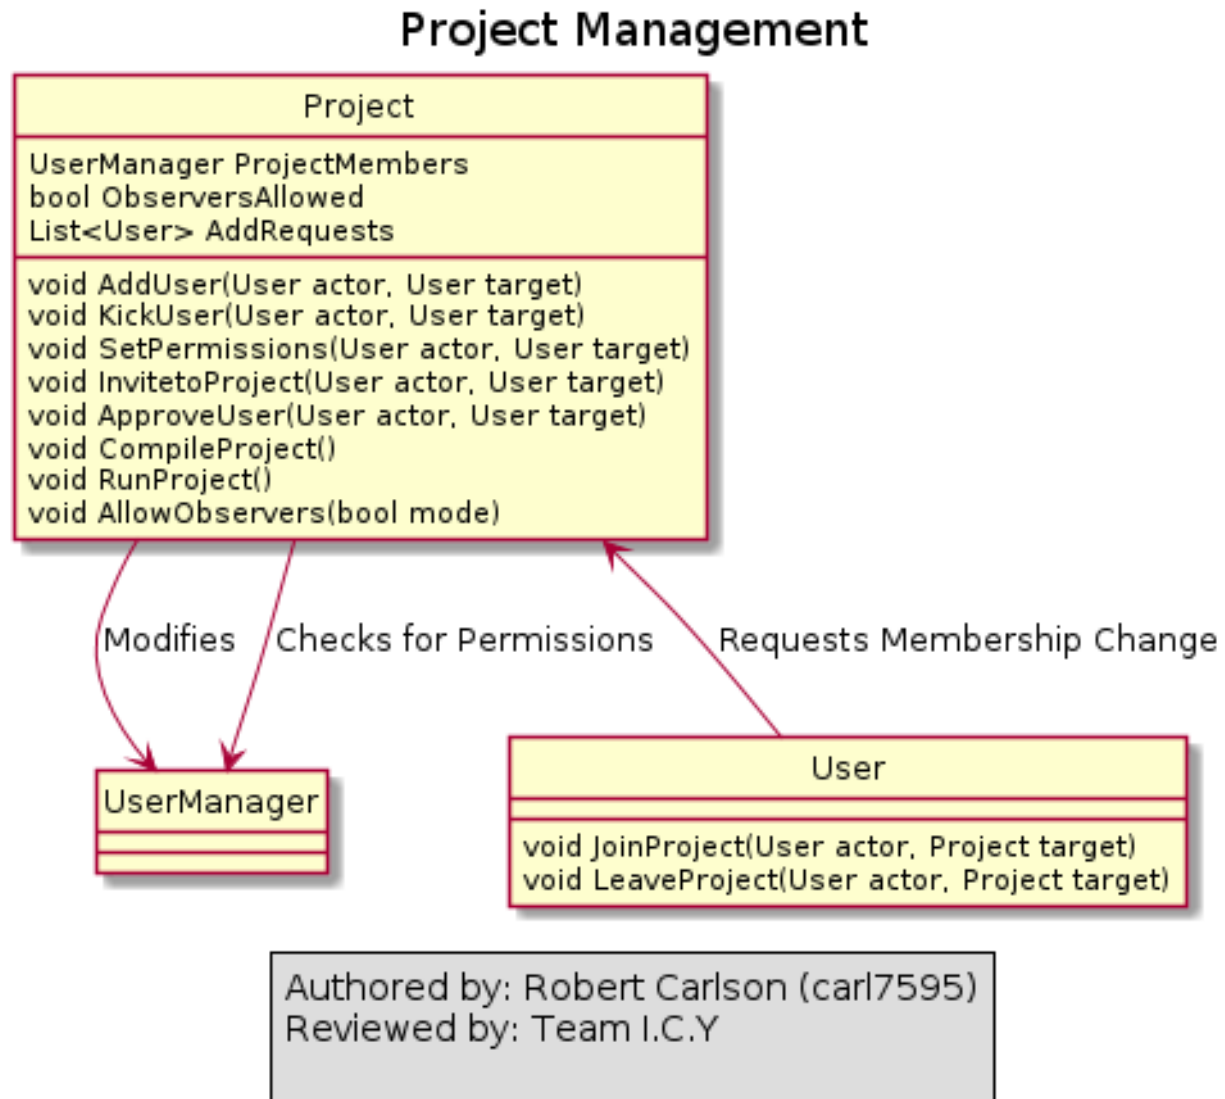 Project Management
Project
UserManager ProjectMembers
bool ObserversAllowed
List<User> AddRequests
void AddUser(User actor, User target)
void KickUser(User actor, User target)
void SetPermissions(User actor, User target)
void InvitetoProject(User actor, User target)
void ApproveUser(User actor, User target)
void CompileProject()
void RunProject()
void AllowObservers(bool mode)
Modifies
Checks for Permissions
Requests Membership Change
UserManager
User
void JoinProject(User actor, Project target)
void LeaveProject(User actor, Project target)
Authored by: Robert Carlson (carl7595)
Reviewed by: Team I.C.Y